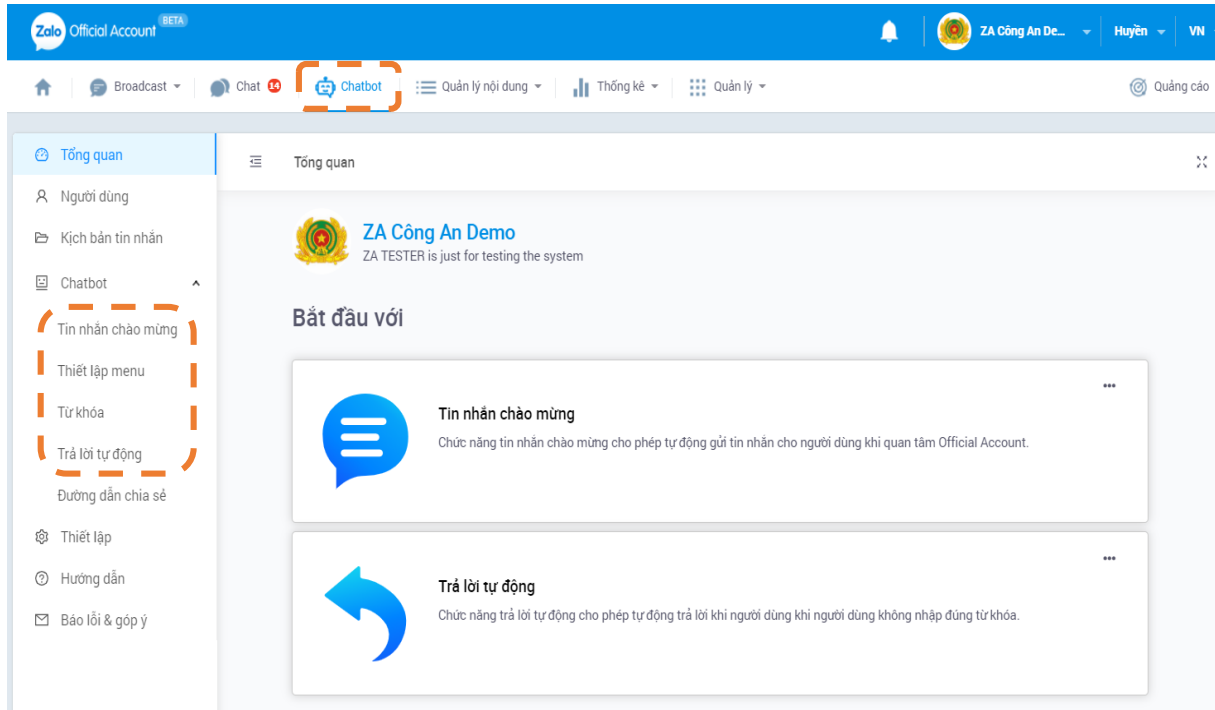 Zalo Official Account BETA
ZA Công An De... Huyền VN
Broadcast Chat 14 Chatbot Quản lý nội dung Thống kê Quản lý Quảng cáo
Tổng quan
Người dùng
Kịch bản tin nhắn
Chatbot
Tin nhắn chào mừng
Thiết lập menu
Từ khóa
Trả lời tự động
Đường dẫn chia sẻ
Thiết lập
Hướng dẫn
Báo lỗi & góp ý
Tổng quan
ZA Công An Demo
ZA TESTER is just for testing the system
Bắt đầu với
Tin nhắn chào mừng
Chức năng tin nhắn chào mừng cho phép tự động gửi tin nhắn cho người dùng khi quan tâm Official Account.
Trả lời tự động
Chức năng trả lời tự động cho phép tự động trả lời khi người dùng khi người dùng không nhập đúng từ khóa.